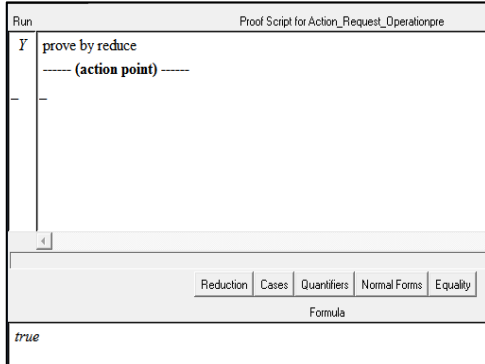 Run Proof Script for Action_Request_Operationpre
Y prove by reduce
------ (action point) ------
Reduction Cases Quantifiers Normal Forms Equality
Formula
true